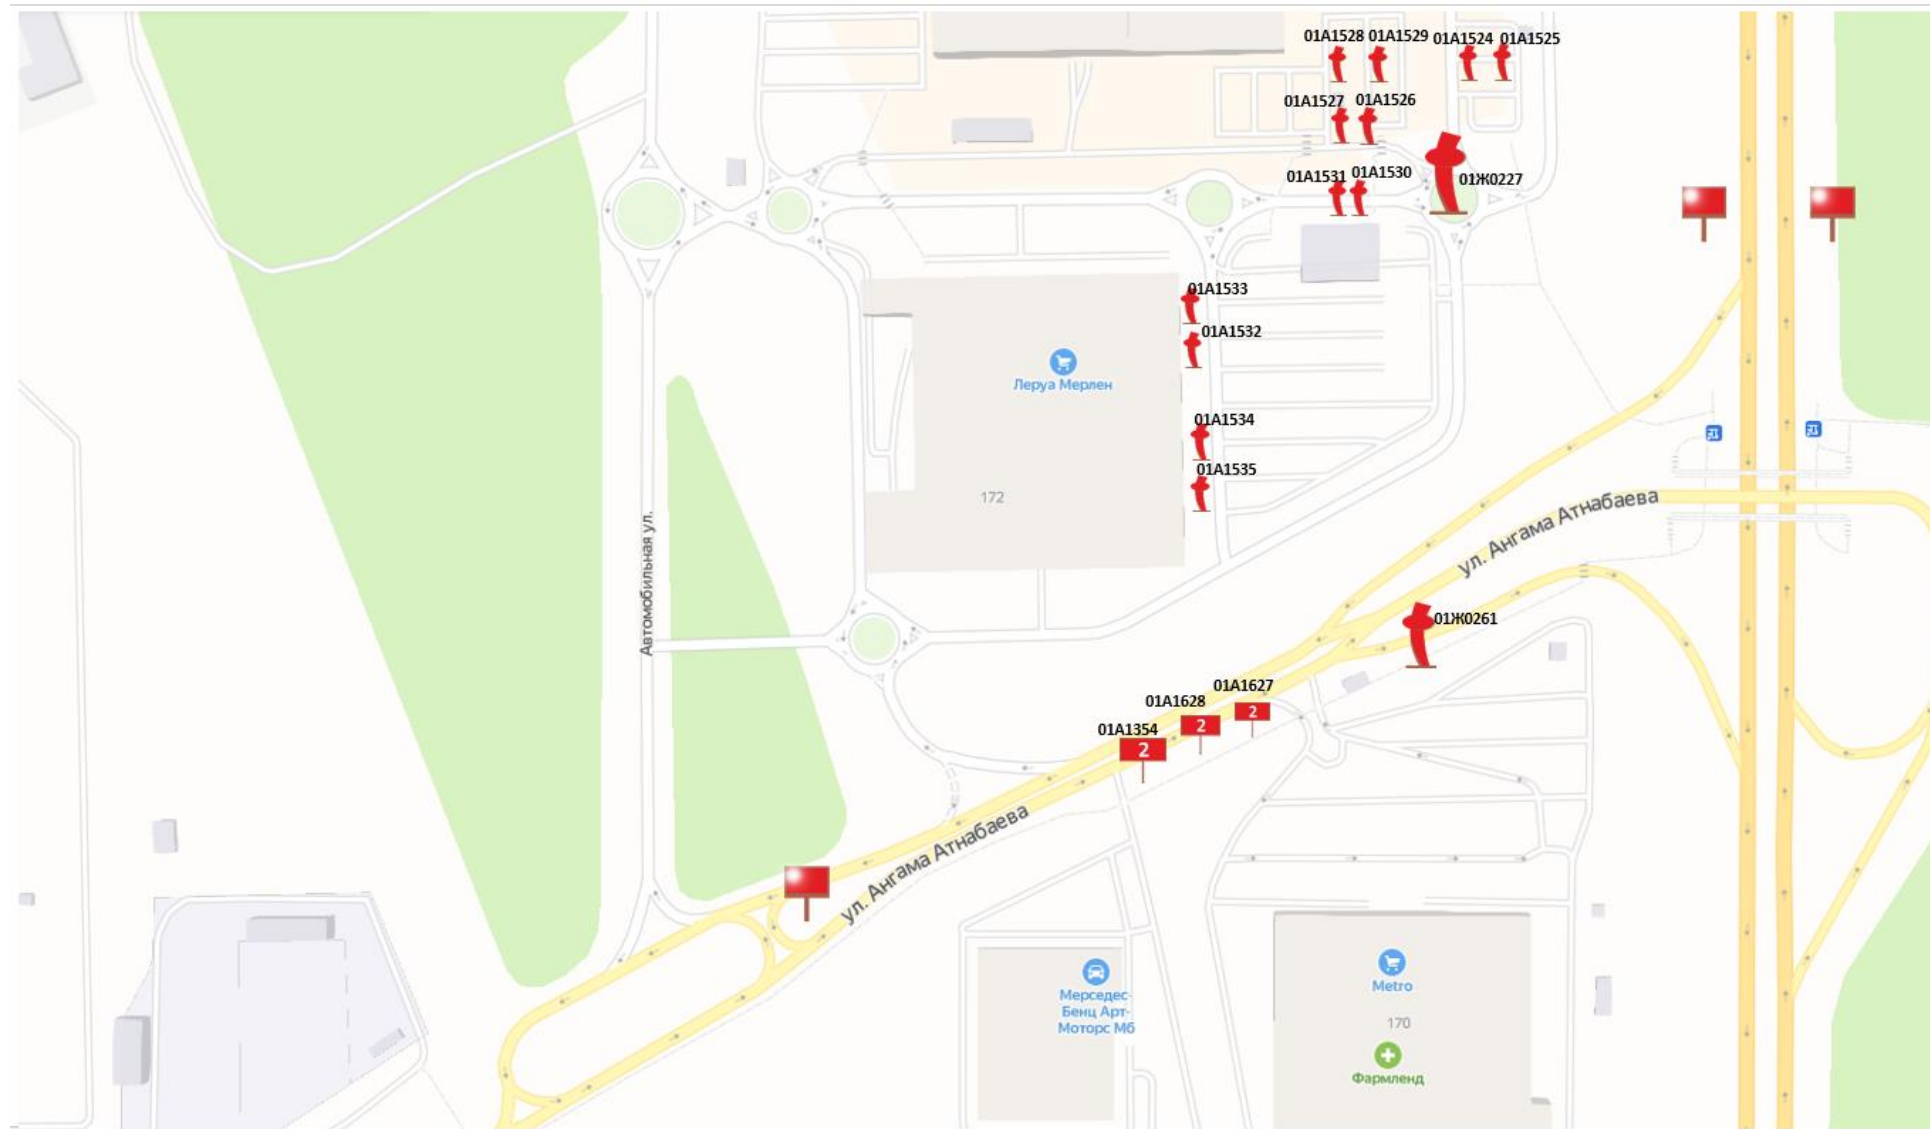 01А1528 01А1529 01А1524 01А1525
01А1527 01А1526
01А1531 01А1530 01Ж0227
01А1533
01А1532
Леруа Мерлен
01А1534
01А1535
172
ул. Ангама Атнабаева
Автомобильная ул.
01Ж0261
01А1627
01А1628
2
01А1354
2
2
ул. Ангама Атнабаева
Мерседес-
Бенц Арт-
Моторс Мб
Metro
170
Фармленд